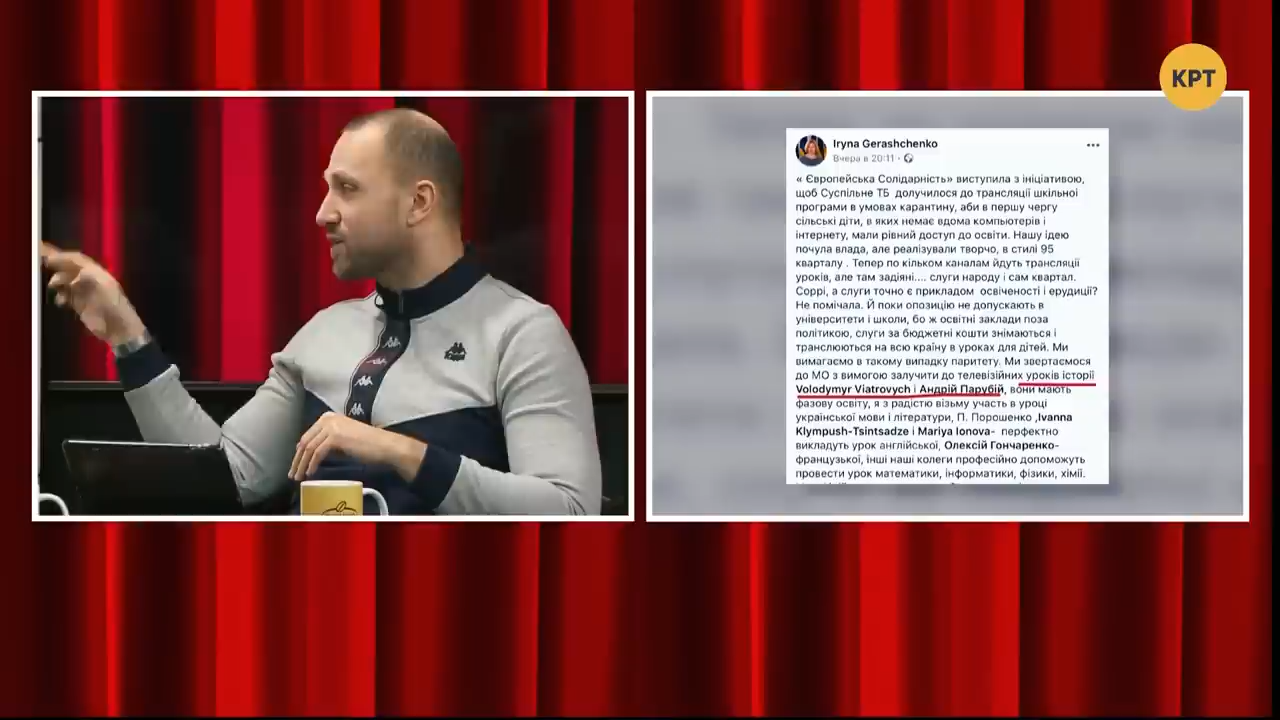 КРТ
Iryna Gerashchenko
Вчера в 20:11
« Європейська Солідарність» виступила з ініціативою,
щоб Суспільне ТБ долучилося до трансляції шкільної
програми в умовах карантину, аби в першу чергу
сільські діти, в яких немає вдома компьютерів і
інтернету, мали рівний доступ до освіти. Нашу ідею
почула влада, але реалізували творчо, в стилі 95
кварталу . Тепер по кільком каналам йдуть трансляції
уроків, але там задіяні.... слуги народу і сам квартал.
Соррі, а слуги точно є прикладом освіченості і ерудиції?
Не помічала. Й поки опозицію не допускають в
університети і школи, бо ж освітні заклади поза
політикою, слуги за бюджетні кошти знімаються і
транслюються на всю країну в уроках для дітей. Ми
вимагаємо в такому випадку паритету. Ми звертаємося
до МО з вимогою залучити до телевізійних уроків історії
Volodymyr Viatrovych і Андрій Парубій, вони мають
фазову освіту, я з радістю візьму участь в уроці
української мови і літератури, П. Порошенко ,Ivanna
Klympush-Tsintsadze і Mariya Ionova- перфектно
викладуть урок англійської, Олексій Гончаренко-
французької, інші наші колеги професійно допоможуть
провести урок математики, інформатики, фізики, хімії.